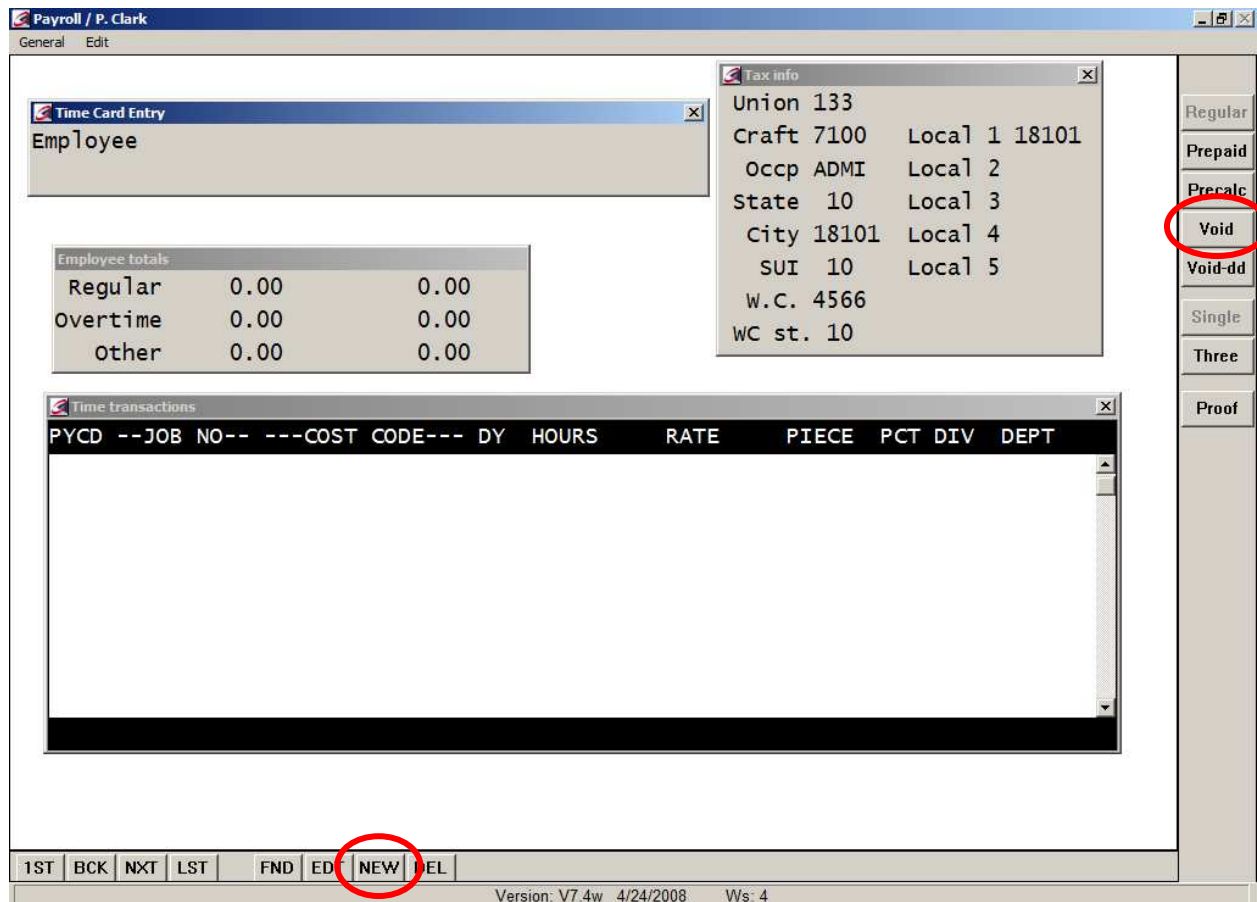 Payroll / P. Clark
General Edit
Time Card Entry
Employee
Tax info
Union 133
Craft 7100 Local 1 18101
Occp ADMI Local 2
State 10 Local 3
City 18101 Local 4
SUI 10 Local 5
W.C. 4566
WC st. 10
Employee totals
Regular 0.00 0.00
Overtime 0.00 0.00
Other 0.00 0.00
Time transactions
PYCD --JOB NO-- ---COST CODE--- DY HOURS RATE PIECE PCT DIV DEPT
Regular
Prepaid
Precalc
Void
Void-dd
Single
Three
Proof
1ST BCK NXT LST FND EDT NEW DEL
Version: V7.4w 4/24/2008 Ws: 4